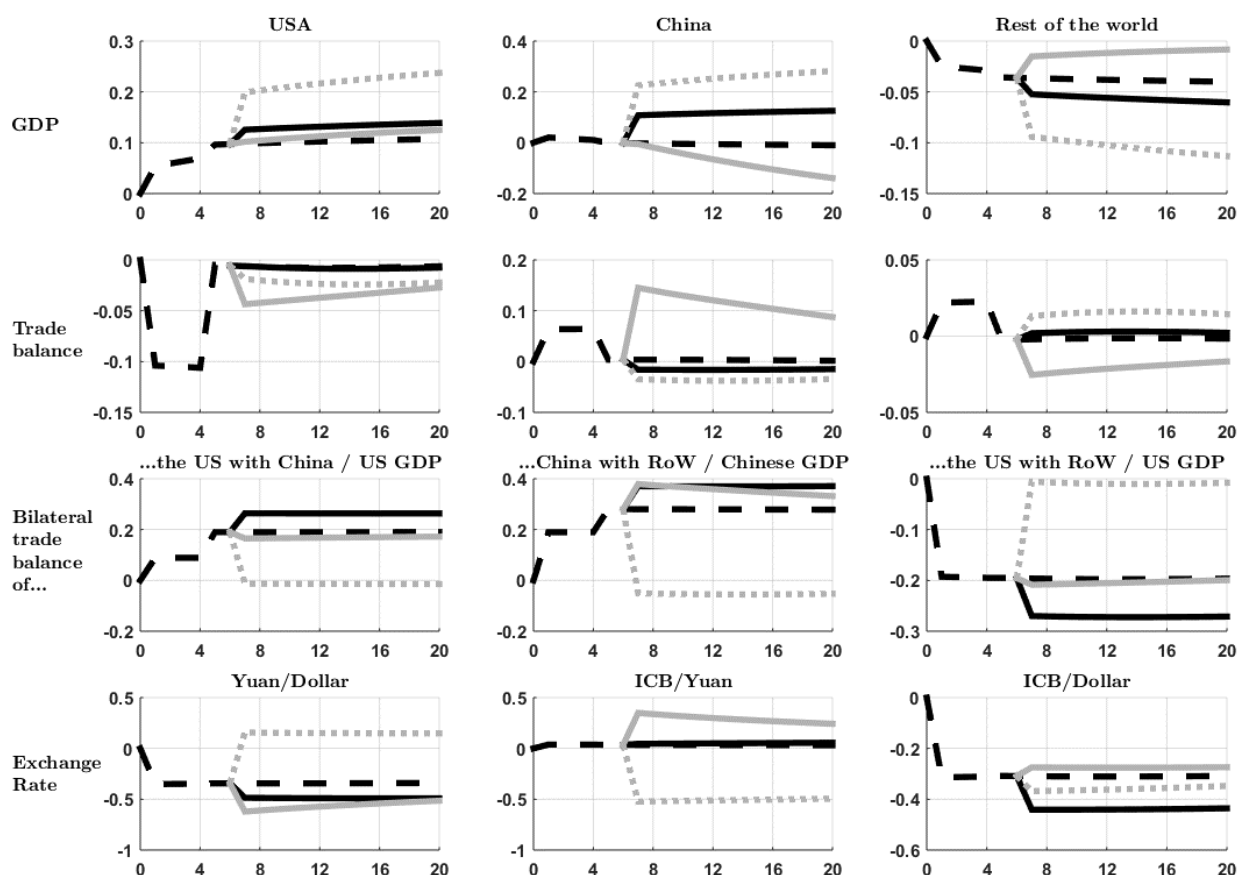 USA China Rest of the world
GDP
0.3 0.4 0
0.2 0.2 -0.05
0.1 0 -0.1
0 -0.2 -0.15
0 4 8 12 16 20 0 4 8 12 16 20 0 4 8 12 16 20
Trade
balance
0 0.2 0.05
-0.05 0.1 0
-0.1 0
-0.15 -0.1 -0.05
0 4 8 12 16 20 0 4 8 12 16 20 0 4 8 12 16 20
...the US with China / US GDP ...China with RoW / Chinese GDP ...the US with RoW / US GDP
Bilateral
trade
balance
of...
0.4 0.4 0
0.2 0.2 -0.1
0 0 -0.2
-0.2 -0.2 -0.3
0 4 8 12 16 20 0 4 8 12 16 20 0 4 8 12 16 20
Yuan/Dollar ICB/Yuan ICB/Dollar
Exchange
Rate
0.5 0.5 0
0 0 -0.2
-0.5 -0.5 -0.4
-1 -1 -0.6
0 4 8 12 16 20 0 4 8 12 16 20 0 4 8 12 16 20